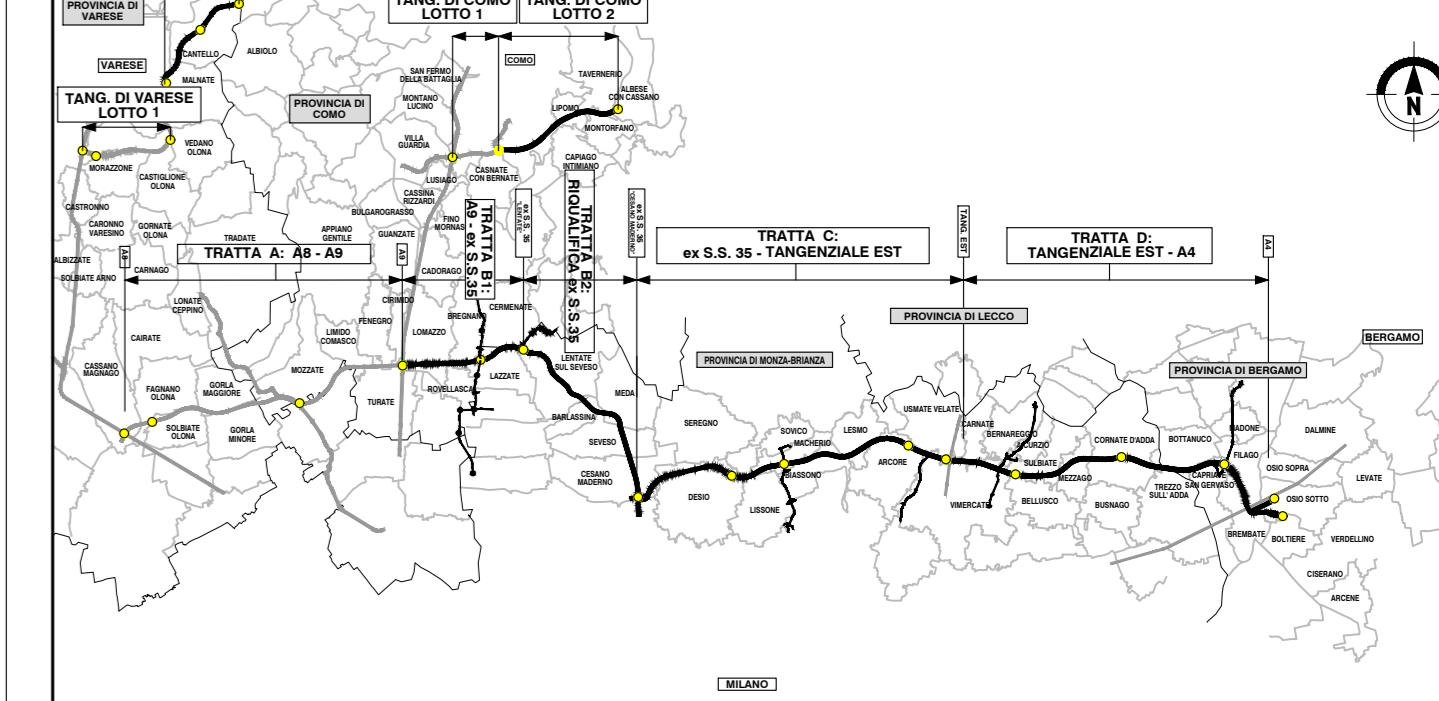 PROVINCIA DI
VARESE
TANG. DI COMO
LOTTO 1
TANG. DI COMO
LOTTO 2
CANTELLO
ALBIOLO
VARESE
MALNATE
COMO
SAN FERMO
DELLA BATTAGLIA
TAVERNERIO
ALBESE
CON CASSANO
TANG. DI VARESE
LOTTO 1
PROVINCIA DI
COMO
MONTANO
LUCINO
LIPOMO
MONTORFANO
N
VEDANO
OLONA
VILLA
GUARDIA
MORAZZONE
CASTIGLIONE
OLONA
LUSIAGO
CASNATE
CON BERNATE
CAPIAGO
INTIMIANO
CASTRONNO
CASSINA
RIZZARDI
BULGAROGROSSO
CARONNO
VARESINO
GORNATE
OLONA
TRADATE
APPIANO
GENTILE
GUANZATE
FINO
MORNAS
TRATTA B1:
A9 - ex S.S.35
ex S.S. 35
"LENTATE"
TRATTA B2:
RIQUALIFICA ex S.S.35
ex S.S. 35
"CESANO MADERNO"
TRATTA C:
ex S.S. 35 - TANGENZIALE EST
TANG. EST
TRATTA D:
TANGENZIALE EST - A4
A4
ALBIZZATE
SOLBIATE ARNO
A8
CARNAGO
TRATTA A: A8 - A9
A9
CADORAGO
LONATE
CEPPINO
CIRIMIDO
CERMENATE
FENEGRO
LOMAZZO
BREGNANO
PROVINCIA DI LECCO
CAIRATE
LIMIDO
COMASCO
BERGAMO
CASSANO
MAGNAGO
MOZZATE
LAZZATE
LENTATE
SUL SEVESO
PROVINCIA DI MONZA-BRIANZA
PROVINCIA DI BERGAMO
FAGNANO
OLONA
GORLA
MAGGIORE
ROVELLASCA
MEDA
TURATE
USMATE VELATE
BARLASSINA
SEREGNO
CARNATE
SOLBIATE
OLONA
GORLA
MINORE
SOVICO
LESMO
BERNAREGGIO
MADONE
DALMINE
SEVESO
MACHERIO
AICURZIO
CORNATE D'ADDA
BOTTANUCO
FILAGO
ARCORE
SULBIATE
OSIO SOPRA
CESANO
MADERNO
BIASSONO
MEZZAGO
CAPRIATE
SAN GERVASO
LEVATE
DESIO
TREZZO
SULL' ADDA
LISSONE
VIMERCATE
BELLUSCO
BUSNAGO
OSIO SOTTO
BREMBATE
BOLTIERE
VERDELLINO
CISERANO
ARCENE
MILANO